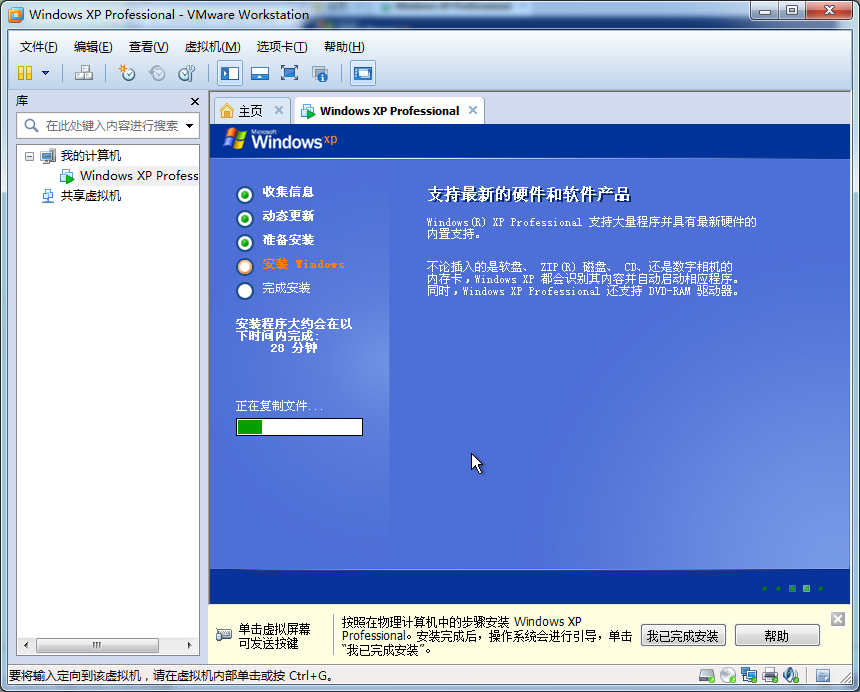 Windows XP Professional - VMware Workstation
文件(F) 编辑(E) 查看(V) 虚拟机(M) 选项卡(T) 帮助(H)
库
在此处键入内容进行搜索
我的计算机
Windows XP Profess
共享虚拟机
主页
Windows XP Professional
Microsoft
Windows xp
收集信息
动态更新
准备安装
安装 Windows
完成安装
安装程序大约会在以
下时间内完成:
28 分钟
正在复制文件...
支持最新的硬件和软件产品
Windows(R) XP Professional 支持大量程序并具有最新硬件的
内置支持。
不论插入的是软盘、 ZIP(R) 磁盘、 CD、还是数字相机的
内存卡，Windows XP 都会识别其内容并自动启动相应程序。
同时，Windows XP Professional 还支持 DVD-RAM 驱动器。
单击虚拟屏幕
可发送按键
按照在物理计算机中的步骤安装 Windows XP
Professional。安装完成后，操作系统会进行引导，单击
“我已完成安装”。
我已完成安装
帮助
要将输入定向到该虚拟机，请在虚拟机内部单击或按 Ctrl+G。